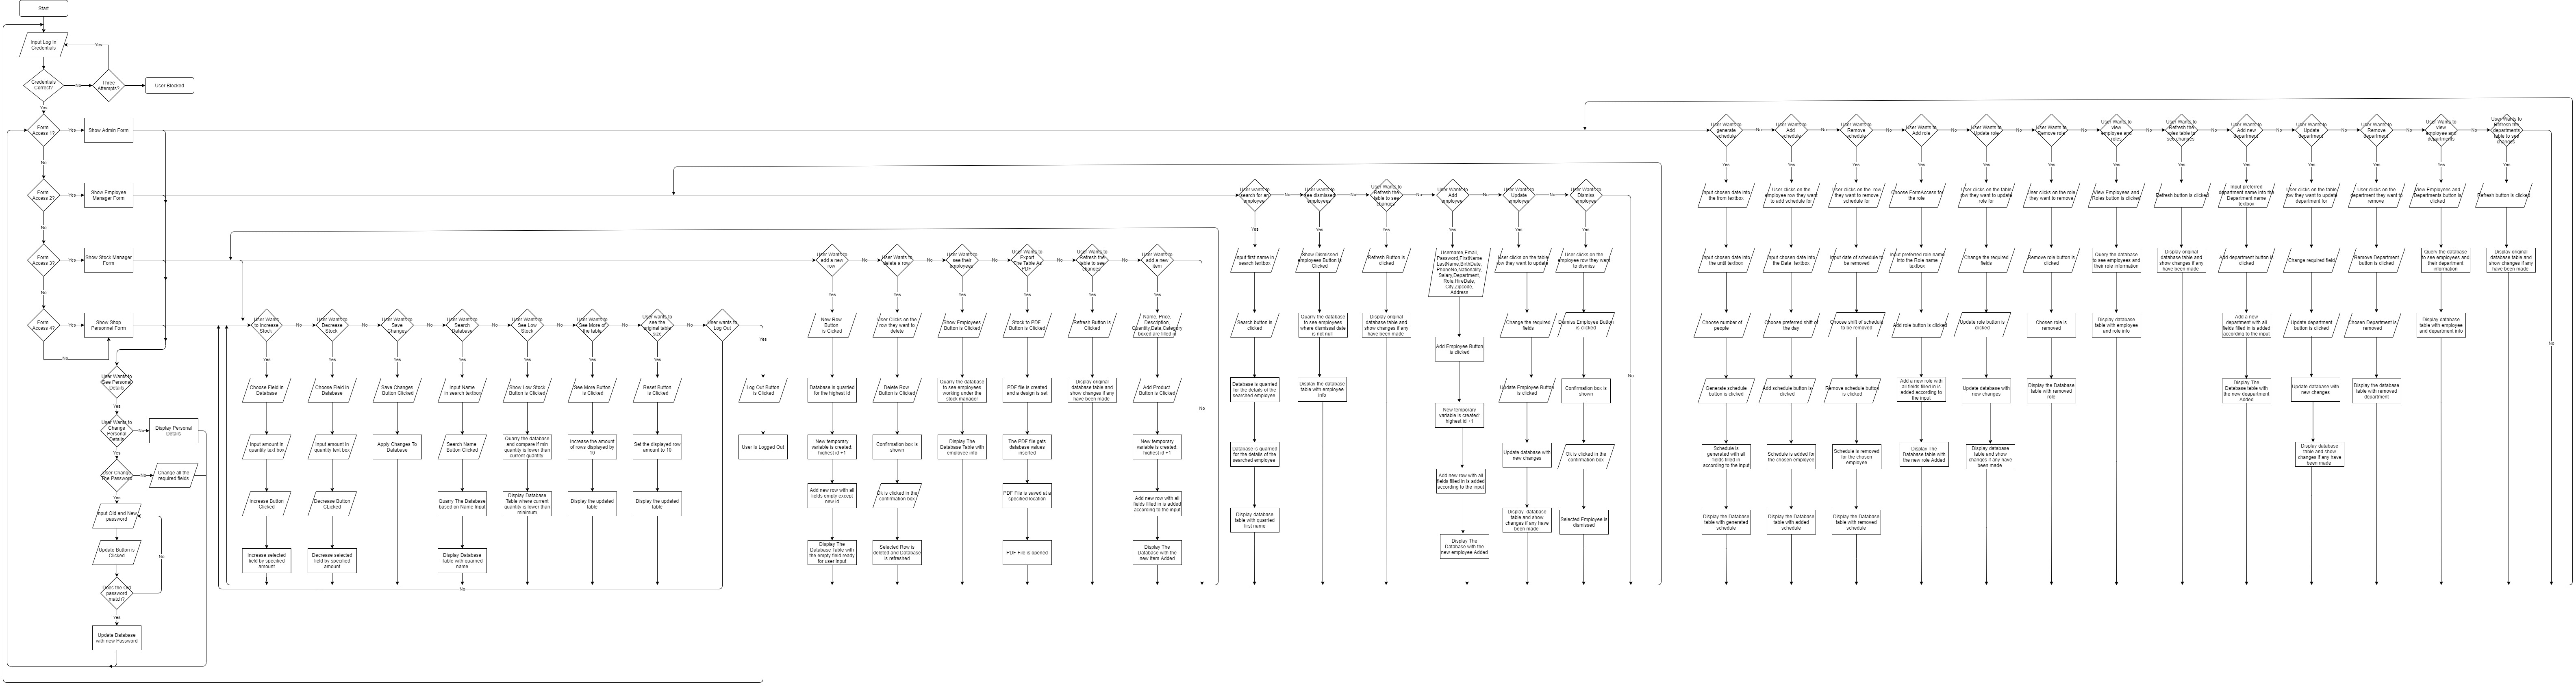 Start
Input Log In
Credentials
Yes
Credentials
Correct?
No
Three
Attempts?
User Blocked
Yes
Form
Access 1?
Yes
Show Admin Form
No
User Wants to
generate
schedule
No
User Wants to
Add
schedule
No
User Wants to
Remove
schedule
No
User Wants to
Add role
No
User Wants to
Update role
No
User Wants to
Remove role
No
User Wants to
view
employee and
roles
No
User Wants to
Refresh the
roles table to
see changes
No
User Wants to
Add new
department
No
User Wants to
Update
department
No
User Wants to
Remove
department
No
User Wants to
view
employee and
departments
No
User Wants to
Refresh the
departments
table to see
changes
Yes
Yes
Yes
Yes
Yes
Yes
Yes
Yes
Yes
Yes
Yes
Yes
Yes
Form
Access 2?
Yes
Show Employee
Manager Form
No
User wants to
search for an
employee
No
User wants to
see dismissed
employees
No
User Wants to
Refresh the
table to see
changes
No
User Wants to
Add
employee
No
User Wants to
Update
employee
No
User Wants to
Dismiss
employee
Yes
Yes
Yes
Yes
Yes
Yes
Input chosen date into
the from textbox
User clicks on the
employee row they want
to add schedule for
User clicks on the row
they want to remove
schedule for
Choose FormAccess for
the role
User clicks on the table
row they want to update
role for
User clicks on the role
they want to remove
View Employees and
Roles button is clicked
Refresh button is clicked
Input preferred
department name into the
Department name
textbox
User clicks on the table
row they want to update
department for
User clicks on the
department they want to
remove
View Employees and
Departments button is
clicked
Refresh button is clicked
Form
Access 3?
Yes
Show Stock Manager
Form
No
User Wants to
add a new
row
No
User Wants to
delete a row
No
User Wants to
see their
employees
No
User Wants to
Export
The Table As
PDF
No
User Wants to
Refresh the
table to see
changes
No
User Wants to
add a new
item
Yes
Yes
Yes
Yes
Yes
Yes
Input first name in
search textbox
Show Dismissed
employees Button is
Clicked
Refresh Button is
clicked
Username,Email,
Password,FirstName
LastName,BirthDate,
PhoneNo,Nationality,
Salary,Department,
Role,HireDate,
City,Zipcode,
Address
User clicks on the table
row they want to update
User clicks on the
employee row they want
to dismiss
Input chosen date into
the until textbox
Input chosen date into
the Date textbox
Input date of schedule to
be removed
Input preferred role name
into the Role name
textbox
Change the required
fields
Remove role button is
clicked
Query the database
to see employees and
their role information
Display original
database table and
show changes if any
have been made
Add department button is
clicked
Change required field
Remove Department
button is clicked
Query the database
to see employees and
their department
information
Display original
database table and
show changes if any
have been made
Form
Access 4?
Yes
Show Shop
Personnel Form
No
User Wants
to Increase
Stock
No
User Wants to
Decrease
Stock
No
User Wants to
Save
Changes
No
User Wants to
Search
Database
No
User Wants to
See Low
Stock
No
User Wants to
See More of
the table
No
User wants to
see the
original table
size
No
User wants to
Log Out
Yes
Yes
Yes
Yes
Yes
Yes
Yes
Yes
New Row
Button
is Clicked
User Clicks on the
row they want to
delete
Show Employees
Button is Clicked
Stock to PDF
Button is Clicked
Refresh Button is
Clicked
Name, Price,
Description,
Quantity,Date,Category
boxed are filled in
Search button is
clicked
Quarry the database
to see employees
where dismissal date
is not null
Display original
database table and
show changes if any
have been made
Add Employee Button
is clicked
Change the required
fields
Dismiss Employee Button
is clicked
Choose number of
people
Choose preferred shift of
the day
Choose shift of schedule
to be removed
Add role button is clicked
Update role button is
clicked
Chosen role is
removed
Display database
table with employee
and role info
Add a new
department with all
fields filled in is added
according to the input
Update department
button is clicked
Chosen Department is
removed
Display database
table with employee
and department info
No
User Wants to
See Personal
Details
Yes
Choose Field in
Database
Choose Field in
Database
Save Changes
Button Clicked
Input Name
in search textbox
Show Low Stock
Button is Clicked
See More Button
is Clicked
Reset Button
is Clicked
Log Out Button
is Clicked
Database is quarried
for the highest Id
Delete Row
Button is Clicked
Quarry the database
to see employees
working under the
stock manager
PDF file is created
and a design is set
Display original
database table and
show changes if any
have been made
Add Product
Button is Clicked
No
Database is quarried
for the details of the
searched employee
Display the database
table with employee
info
New temporary
variable is created:
highest id +1
Update Employee Button
is clicked
Confirmation box is
shown
No
Generate schedule
button is clicked
Add schedule button is
clicked
Remove schedule button
is clicked
Add a new role with
all fields filled in is
added according to
the input
Update database with
new changes
Display the Database
table with removed
role
Display The
Database table with
the new deapartment
Added
Update database with
new changes
Display the database
table with removed
department
No
User Wants to
Change
Personal
Details
No
Display Personal
Details
Yes
User Change
The Password
No
Change all the
required fields
Yes
Input amount in
quantity text box
Input amount in
quantity text box
Apply Changes To
Database
Search Name
Button Clicked
Quarry the database
and compare if min
quantity is lower than
current quantity
Increase the amount
of rows displayed by
10
Set the displayed row
amount to 10
User Is Logged Out
New temporary
variable is created:
highest id +1
Confirmation box is
shown
Display The
Database Table with
employee info
The PDF file gets
database values
inserted
New temporary
variable is created:
highest id +1
Database is quarried
for the details of the
searched employee
Add new row with all
fields filled in is added
according to the input
Update database with
new changes
Ok is clicked in the
confirmation box
Schedule is
generated with all
fields filled in
according to the input
Schedule is added for
the chosen employee
Schedule is removed
for the chosen
employee
Display The
Database table with
the new role Added
Display database
table and show
changes if any have
been made
Display database
table and show
changes if any have
been made
Input Old and New
password
Increase Button
Clicked
Decrease Button
CLicked
Quarry The Database
based on Name Input
Display Database
Table where current
quantity is lower than
minimum
Display the updated
table
Display the updated
table
Add new row with all
fields empty except
new id
Ok is clicked in the
confirmation box
PDF File is saved at a
specified location
Add new row with all
fields filled in is added
according to the input
Display database
table with quarried
first name
Display The
Database with the
new employee Added
Display database
table and show
changes if any have
been made
Selected Employee is
dismissed
Display the Database
table with generated
schedule
Display the Database
table with added
schedule
Display the Database
table with removed
schedule
Update Button is
Clicked
No
Does the Old
password
match?
Yes
Update Database
with new Password
Increase selected
field by specified
amount
Decrease selected
field by specified
amount
Display Database
Table with quarried
name
Display The
Database Table with
the empty field ready
for user input
Selected Row is
deleted and Database
is refreshed
PDF File is opened
Display The
Database with the
new Item Added
No